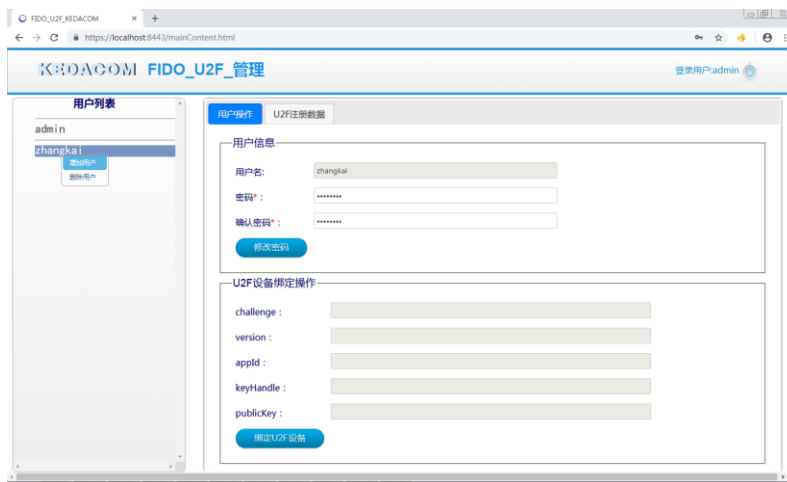 FIDO_U2F_KEDACOM
https://localhost:8443/mainContent.html
KEDACOM FIDO_U2F_管理
登录用户:admin
用户列表
admin
zhangkai
增加用户
删除用户
用户操作
U2F注册数据
用户信息
用户名:
zhangkai
密码*：
••••••••
确认密码*：
••••••••
修改密码
U2F设备绑定操作
challenge：
version：
appId：
keyHandle：
publicKey：
绑定U2F设备